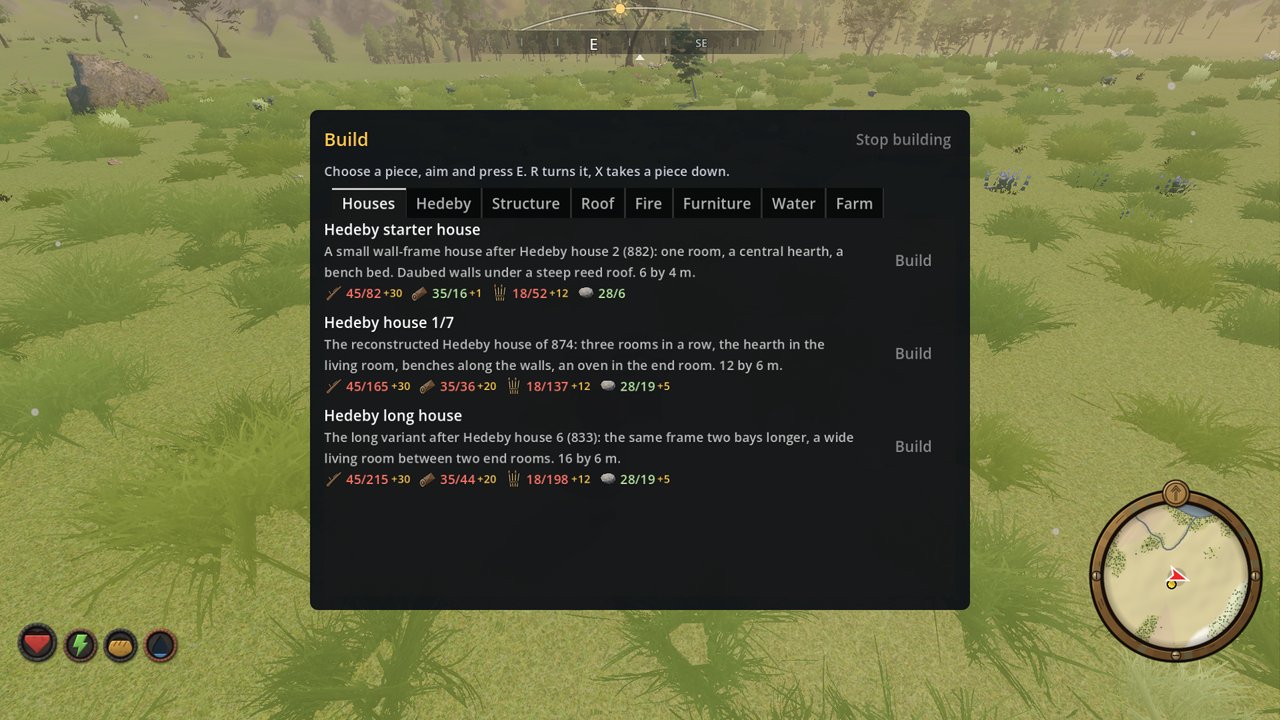 E
SE
Build
Stop building
Choose a piece, aim and press E. R turns it, X takes a piece down.
Houses Hedeby Structure Roof Fire Furniture Water Farm
Hedeby starter house
A small wall-frame house after Hedeby house 2 (882): one room, a central hearth, a
bench bed. Daubed walls under a steep reed roof. 6 by 4 m.
Build
45/82 +30 35/16 +1 18/52 +12 28/6
Hedeby house 1/7
The reconstructed Hedeby house of 874: three rooms in a row, the hearth in the
living room, benches along the walls, an oven in the end room. 12 by 6 m.
Build
45/165 +30 35/36 +20 18/137 +12 28/19 +5
Hedeby long house
The long variant after Hedeby house 6 (833): the same frame two bays longer, a wide
living room between two end rooms. 16 by 6 m.
Build
45/215 +30 35/44 +20 18/198 +12 28/19 +5